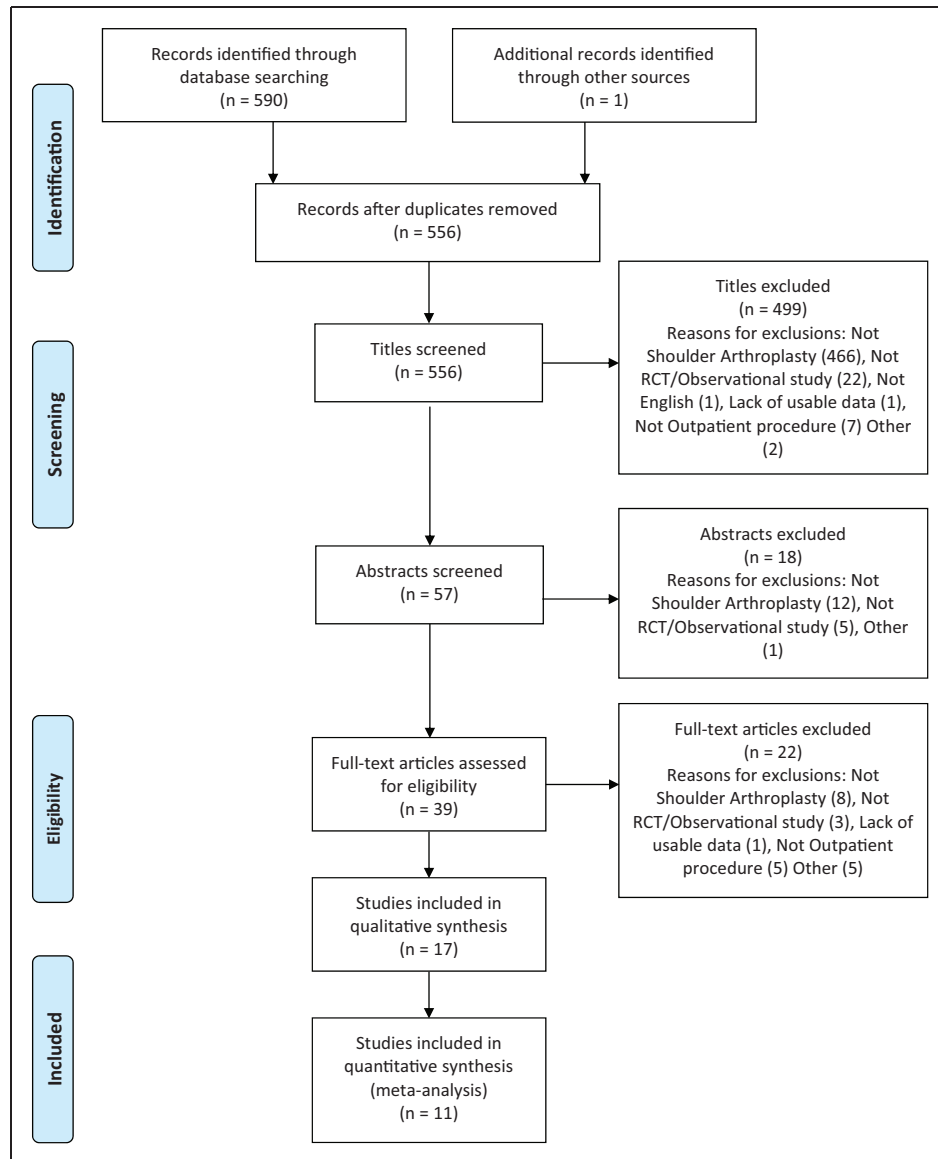 Records identified through
database searching
(n = 590)
Additional records identified
through other sources
(n = 1)
Identification
Records after duplicates removed
(n = 556)
Screening
Titles screened
(n = 556)
Titles excluded
(n = 499)
Reasons for exclusions: Not
Shoulder Arthroplasty (466), Not
RCT/Observational study (22), Not
English (1), Lack of usable data (1),
Not Outpatient procedure (7) Other
(2)
Abstracts screened
(n = 57)
Abstracts excluded
(n = 18)
Reasons for exclusions: Not
Shoulder Arthroplasty (12), Not
RCT/Observational study (5), Other
(1)
Eligibility
Full-text articles assessed
for eligibility
(n = 39)
Full-text articles excluded
(n = 22)
Reasons for exclusions: Not
Shoulder Arthroplasty (8), Not
RCT/Observational study (3), Lack of
usable data (1), Not Outpatient
procedure (5) Other (5)
Studies included in
qualitative synthesis
(n = 17)
Included
Studies included in
quantitative synthesis
(meta-analysis)
(n = 11)